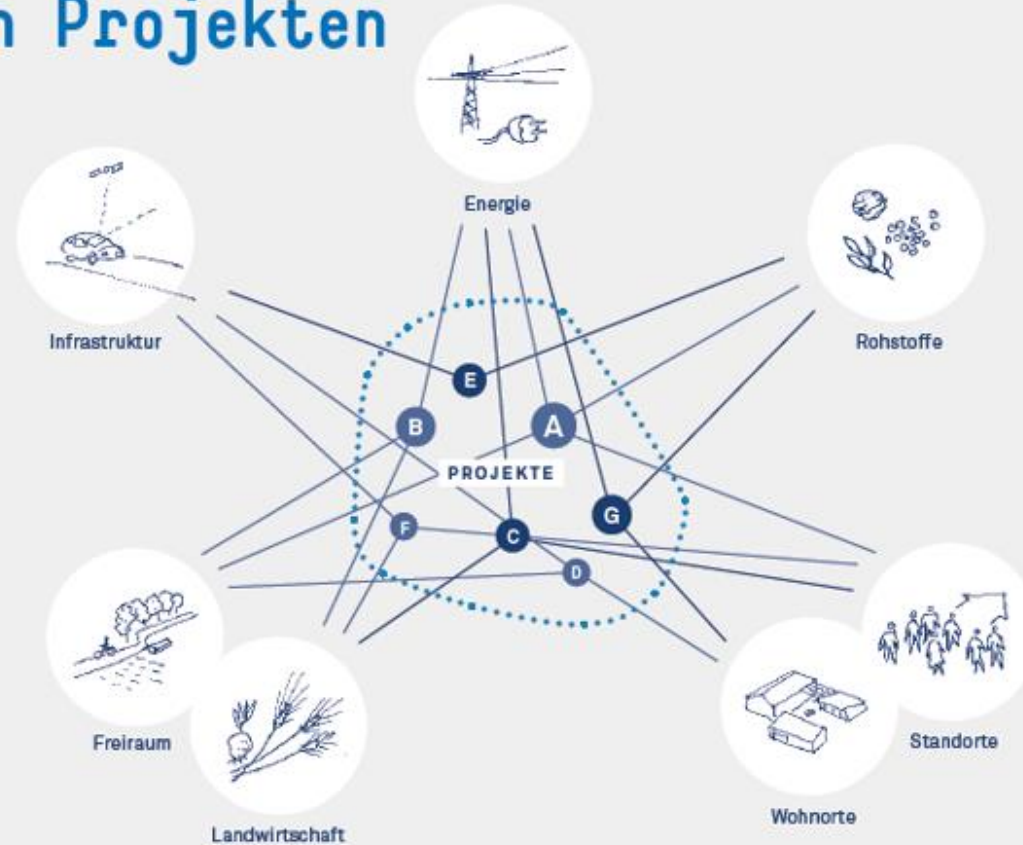 n Projekten
Energie
Infrastruktur
Rohstoffe
E
B
A
PROJEKTE
G
F
C
D
Freiraum
Standorte
Wohnorte
Landwirtschaft